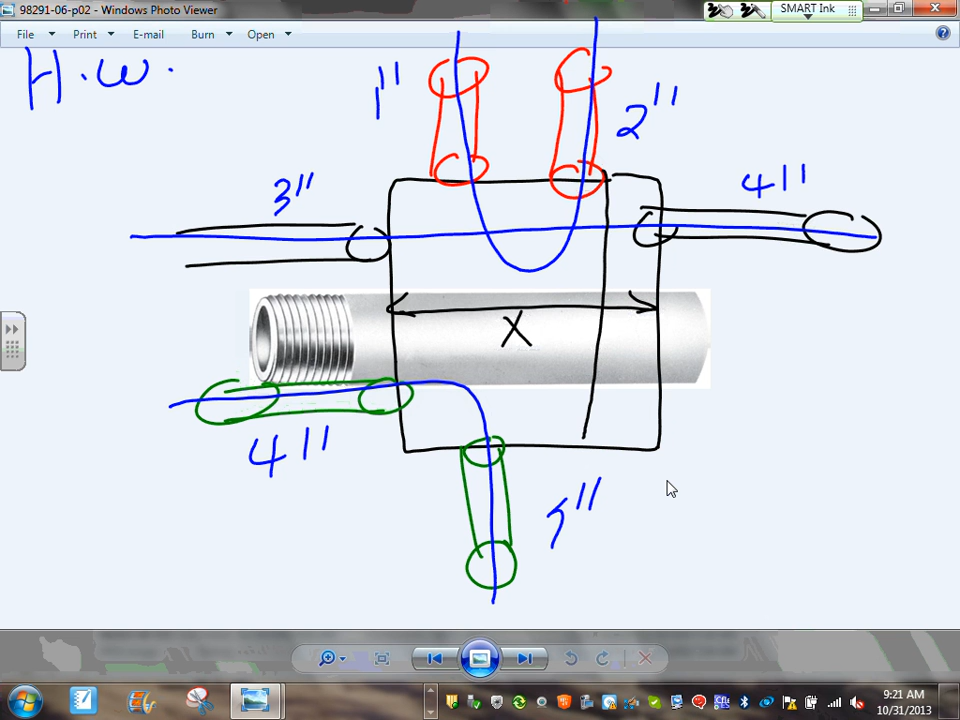 98291-06-p02 - Windows Photo Viewer
SMART Ink
File Print E-mail Burn Open
H.W.
1" 2"
3" 4"
X
4" 5"
9:21 AM
10/31/2013